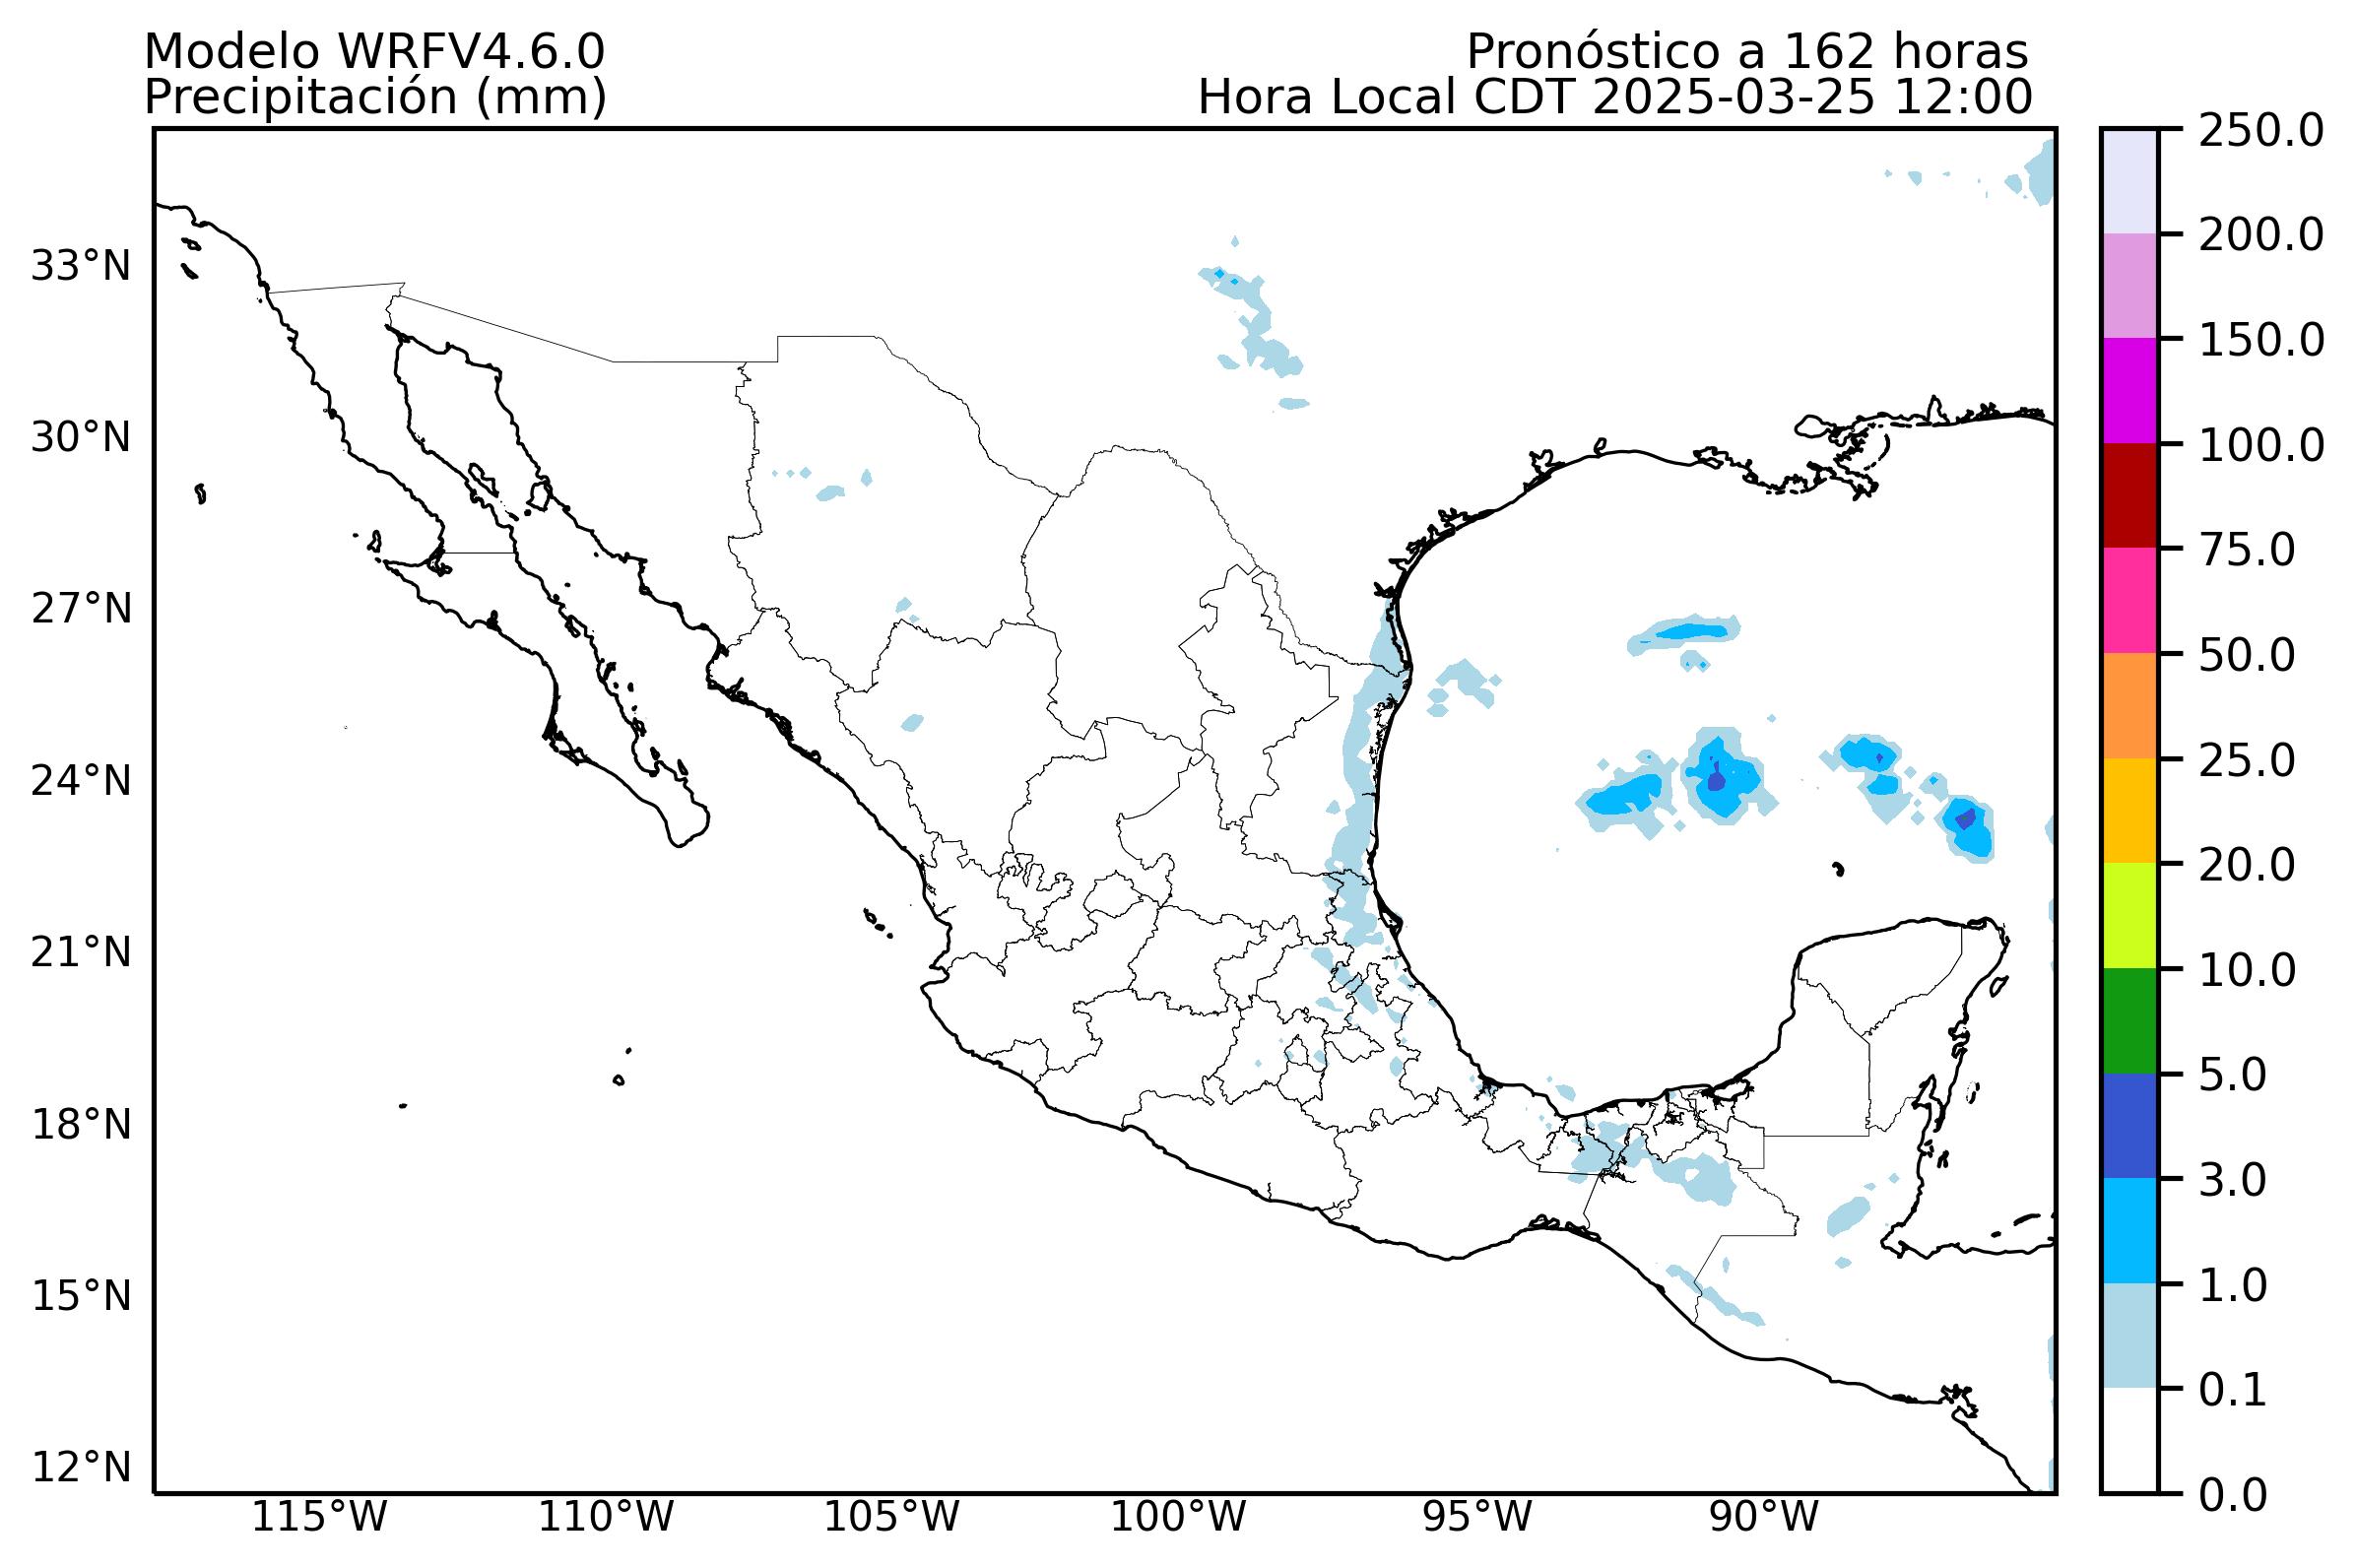 Modelo WRFV4.6.0
Precipitación (mm)
Pronóstico a 162 horas
Hora Local CDT 2025-03-25 12:00
33°N
30°N
27°N
24°N
21°N
18°N
15°N
12°N
115°W
110°W
105°W
100°W
95°W
90°W
250.0
200.0
150.0
100.0
75.0
50.0
25.0
20.0
10.0
5.0
3.0
1.0
0.1
0.0